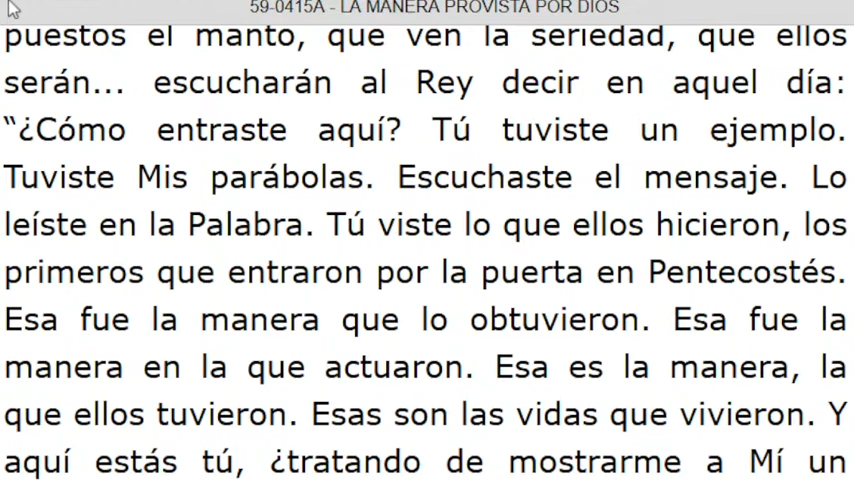 59-0415A - LA MANERA PROVISTA POR DIOS
puestos el manto, que ven la seriedad, que ellos
serán... escucharán al Rey decir en aquel día:
“¿Cómo entraste aquí? Tú tuviste un ejemplo.
Tuviste Mis parábolas. Escuchaste el mensaje. Lo
leíste en la Palabra. Tú viste lo que ellos hicieron, los
primeros que entraron por la puerta en Pentecostés.
Esa fue la manera que lo obtuvieron. Esa fue la
manera en la que actuaron. Esa es la manera, la
que ellos tuvieron. Esas son las vidas que vivieron. Y
aquí estás tú, ¿tratando de mostrarme a Mí un